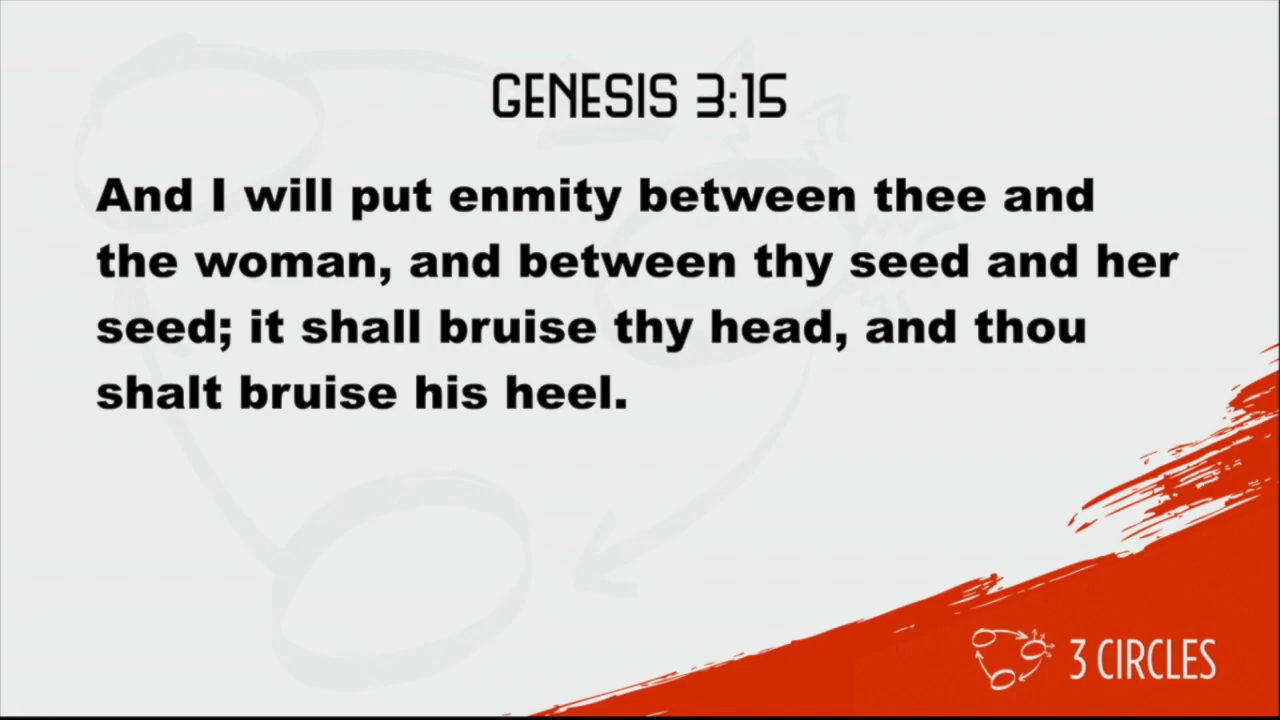 GENESIS 3:15
And I will put enmity between thee and
the woman, and between thy seed and her
seed; it shall bruise thy head, and thou
shalt bruise his heel.
3 CIRCLES